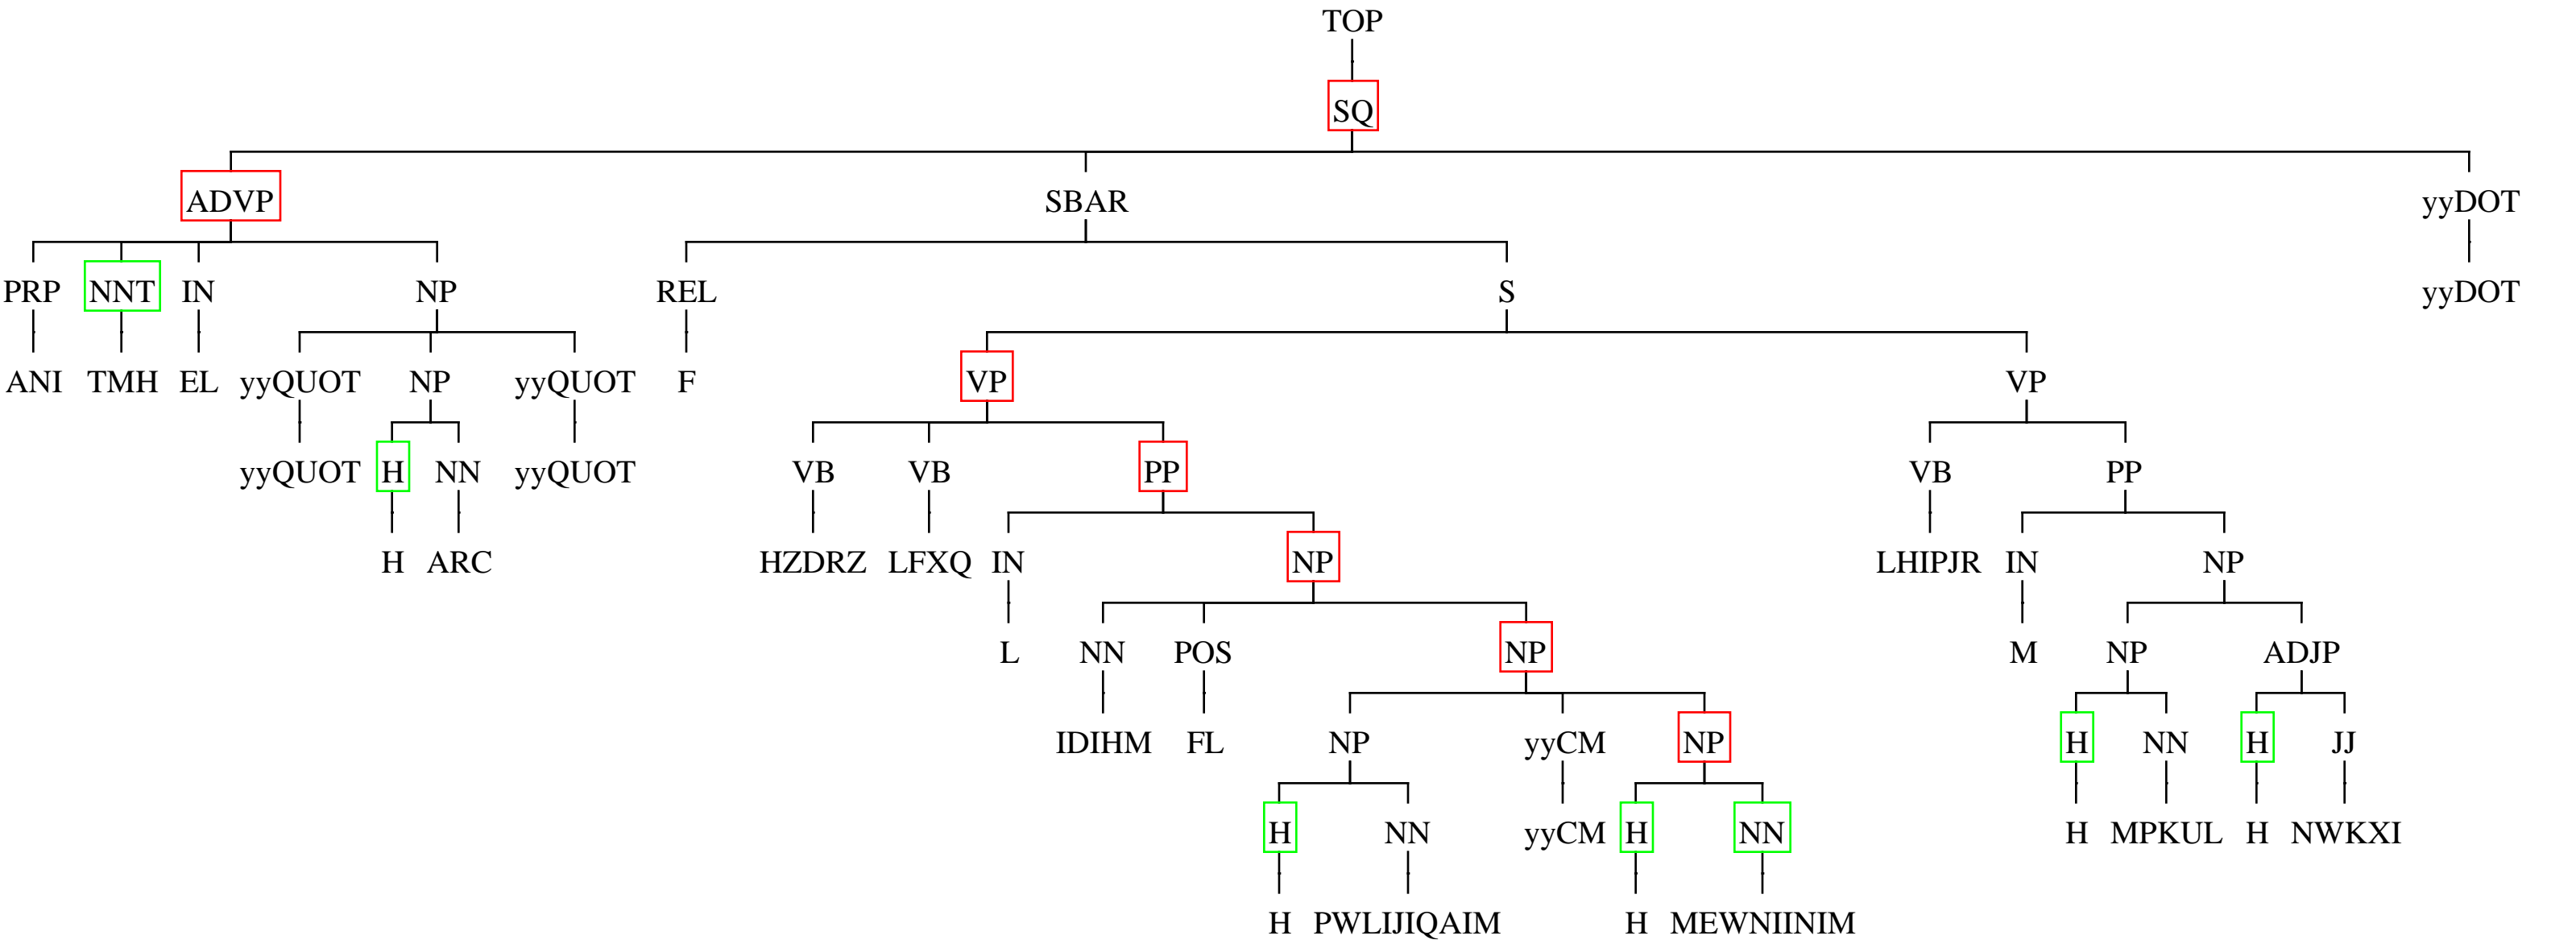 TOP
SQ
ADVP SBAR yyDOT
PRP NNT IN NP REL S yyDOT
ANI TMH EL yyQUOT NP yyQUOT F VP VP
yyQUOT H NN yyQUOT VB VB PP VB PP
H ARC HZDRZ LFXQ IN NP LHIPJR IN NP
L NN POS NP M NP ADJP
IDIHM FL NP yyCM NP H NN H JJ
H NN yyCM H NN H MPKUL H NWKXI
H PWLIJIQAIM H MEWNIINIM